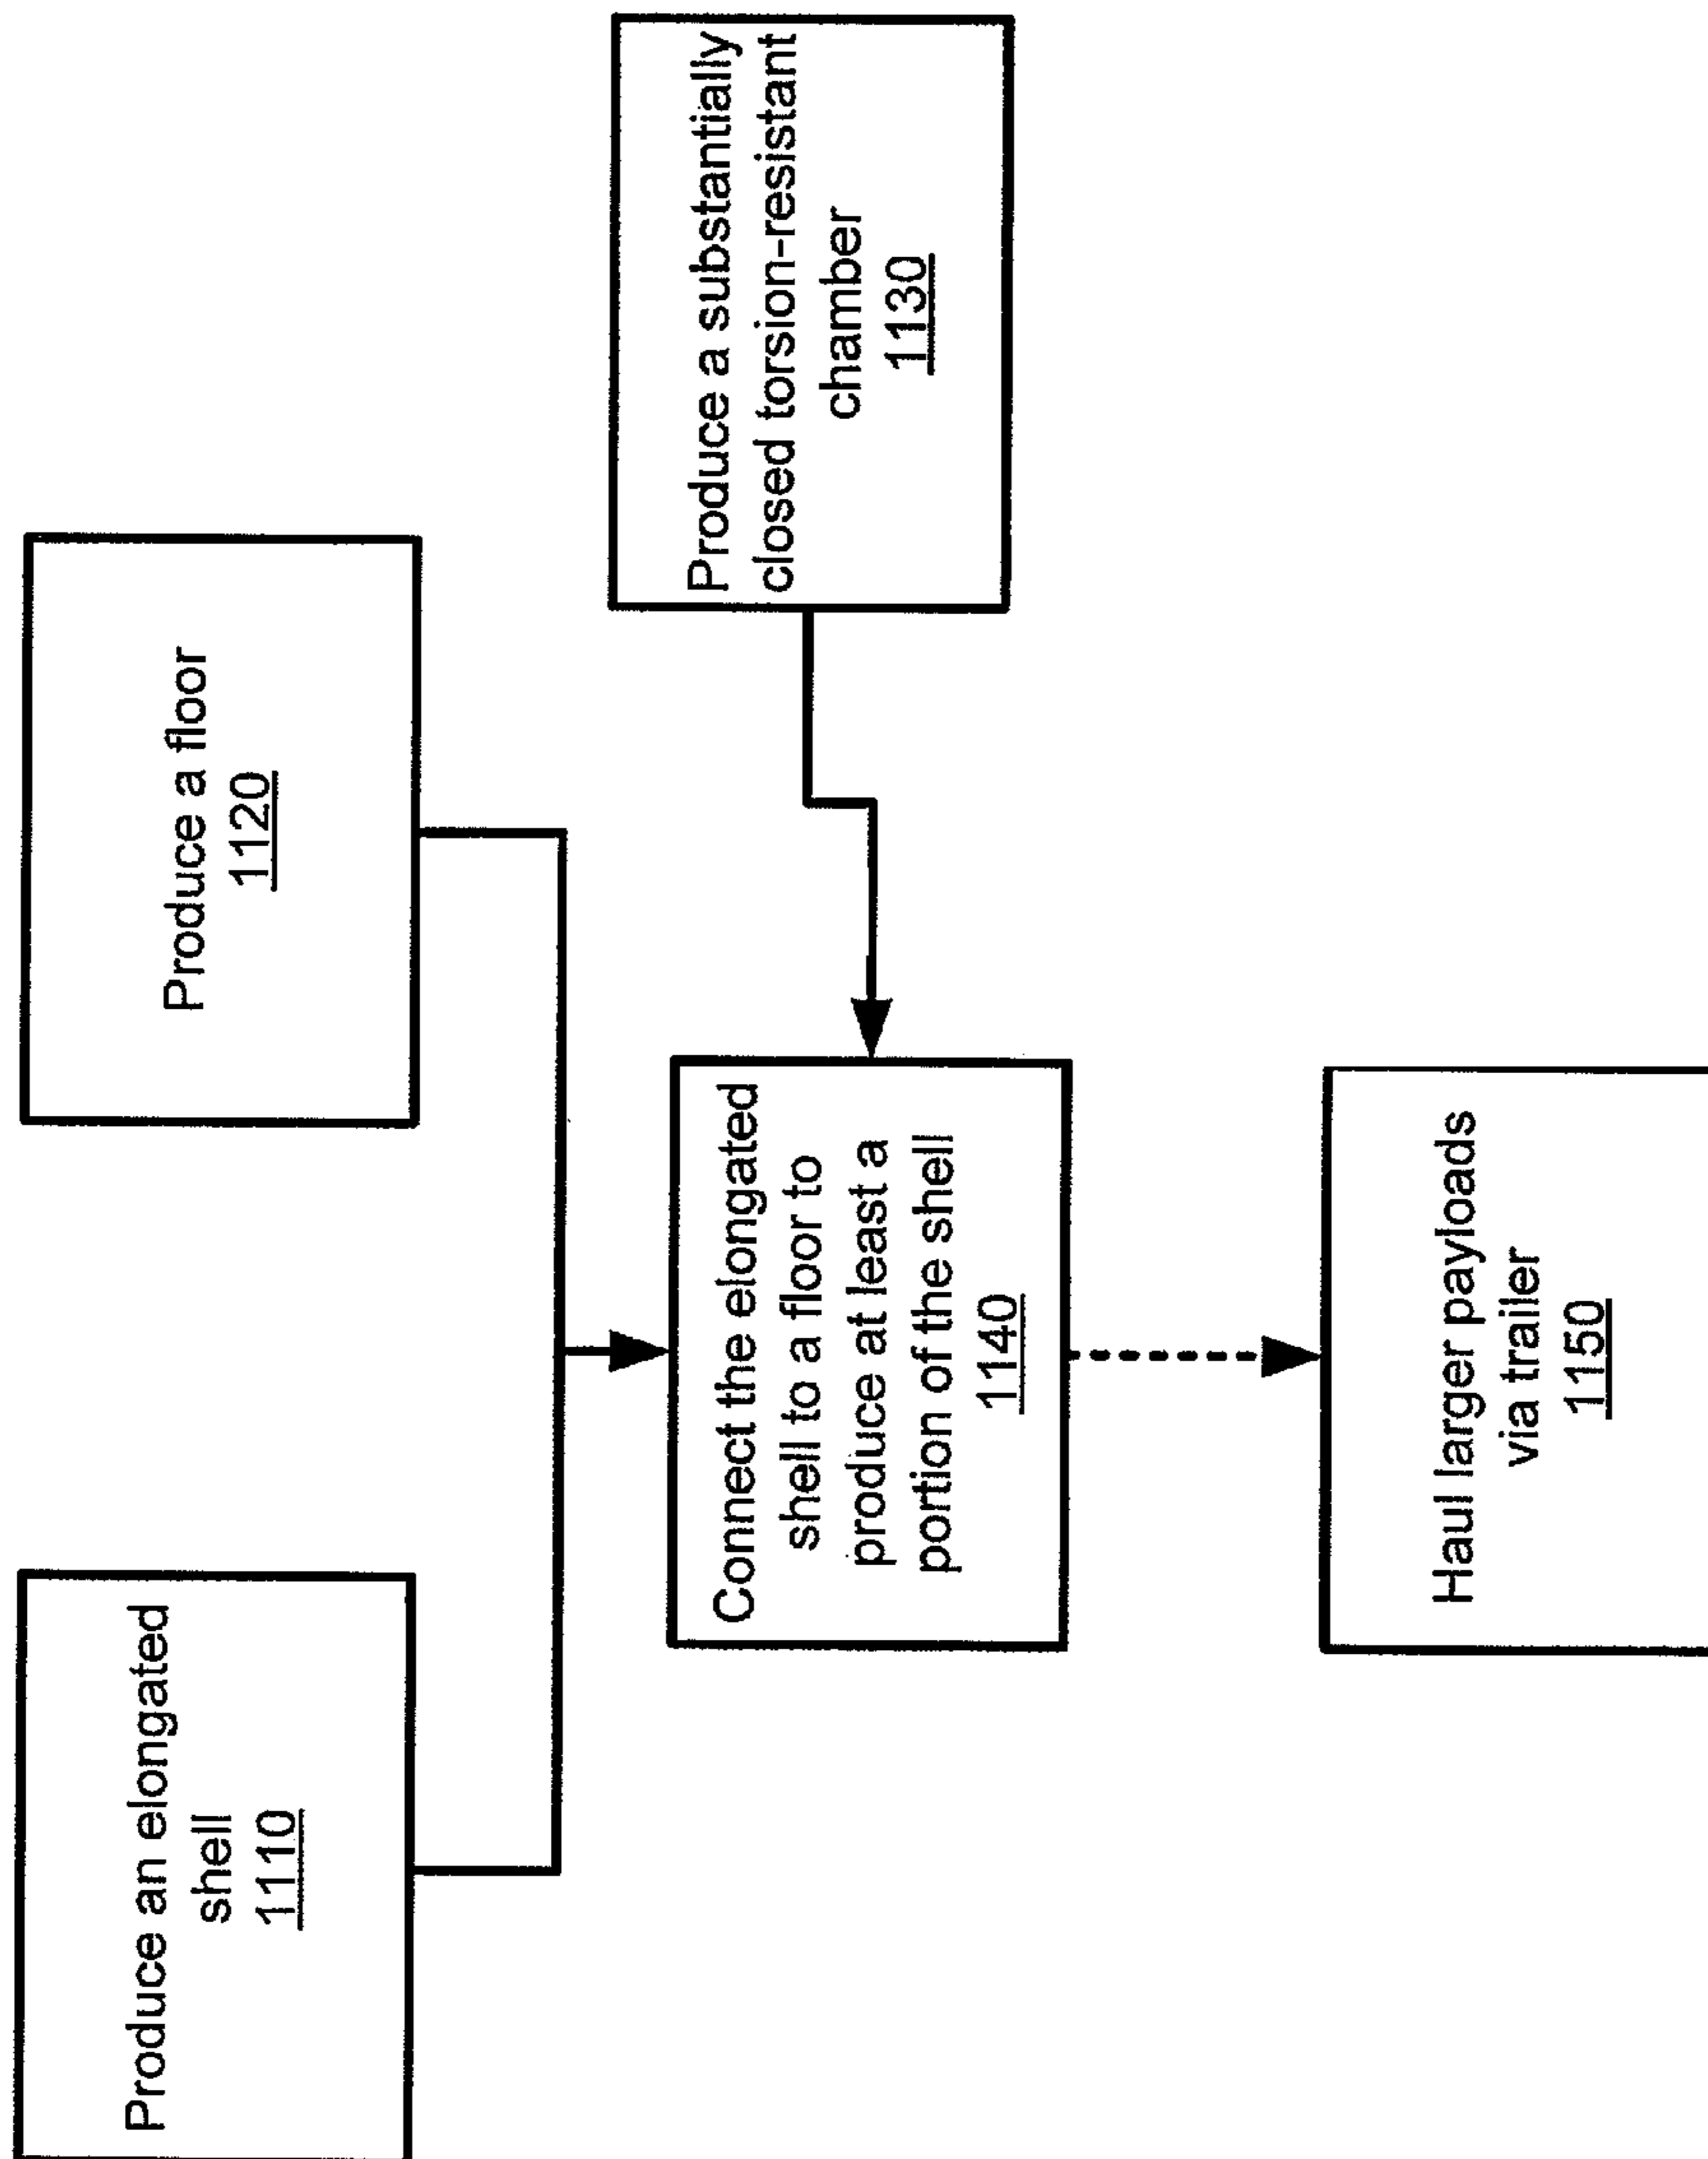 Produce an elongated
shell
1110
Produce a floor
1120
Produce a substantially
closed torsion-resistant
chamber
1130
Connect the elongated
shell to a floor to
produce at least a
portion of the shell
1140
Haul larger payloads
via trailer
1150